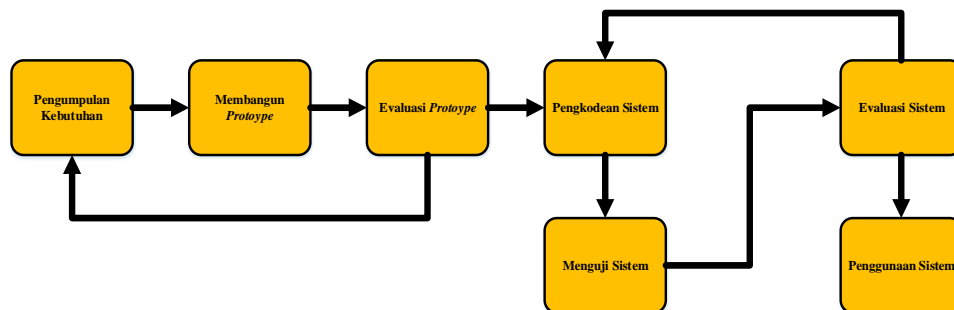 Pengumpulan
Kebutuhan
Membangun
Protoype
Evaluasi Protoype
Pengkodean Sistem
Evaluasi Sistem
Menguji Sistem
Penggunaan Sistem